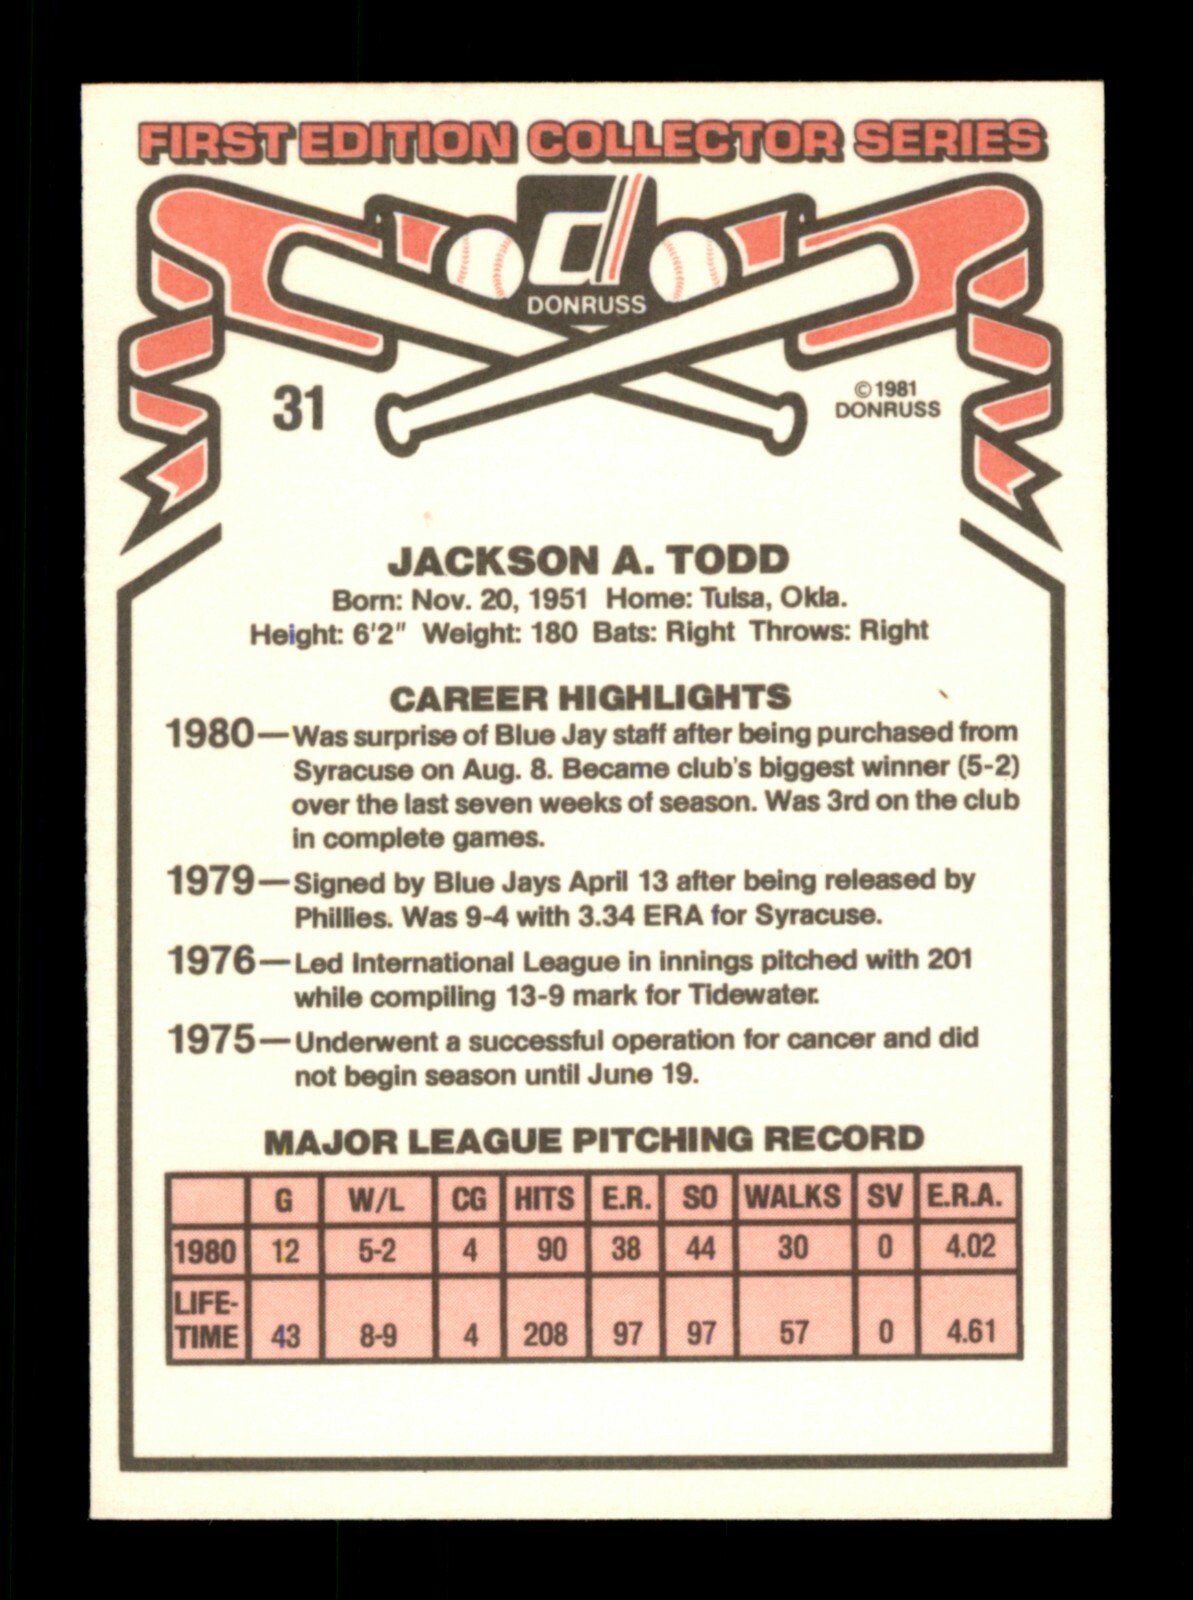 FIRST EDITION COLLECTOR SERIES
d
DONRUSS
31
©1981
DONRUSS
JACKSON A. TODD
Born: Nov. 20, 1951 Home: Tulsa, Okla.
Height: 6'2" Weight: 180 Bats: Right Throws: Right
CAREER HIGHLIGHTS
1980—Was surprise of Blue Jay staff after being purchased from
Syracuse on Aug. 8. Became club's biggest winner (5-2)
over the last seven weeks of season. Was 3rd on the club
in complete games.
1979—Signed by Blue Jays April 13 after being released by
Phillies. Was 9-4 with 3.34 ERA for Syracuse.
1976—Led International League in innings pitched with 201
while compiling 13-9 mark for Tidewater.
1975—Underwent a successful operation for cancer and did
not begin season until June 19.
MAJOR LEAGUE PITCHING RECORD
G W/L CG HITS E.R. SO WALKS SV E.R.A.
1980 12 5-2 4 90 38 44 30 0 4.02
LIFE-
TIME 43 8-9 4 208 97 97 57 0 4.61